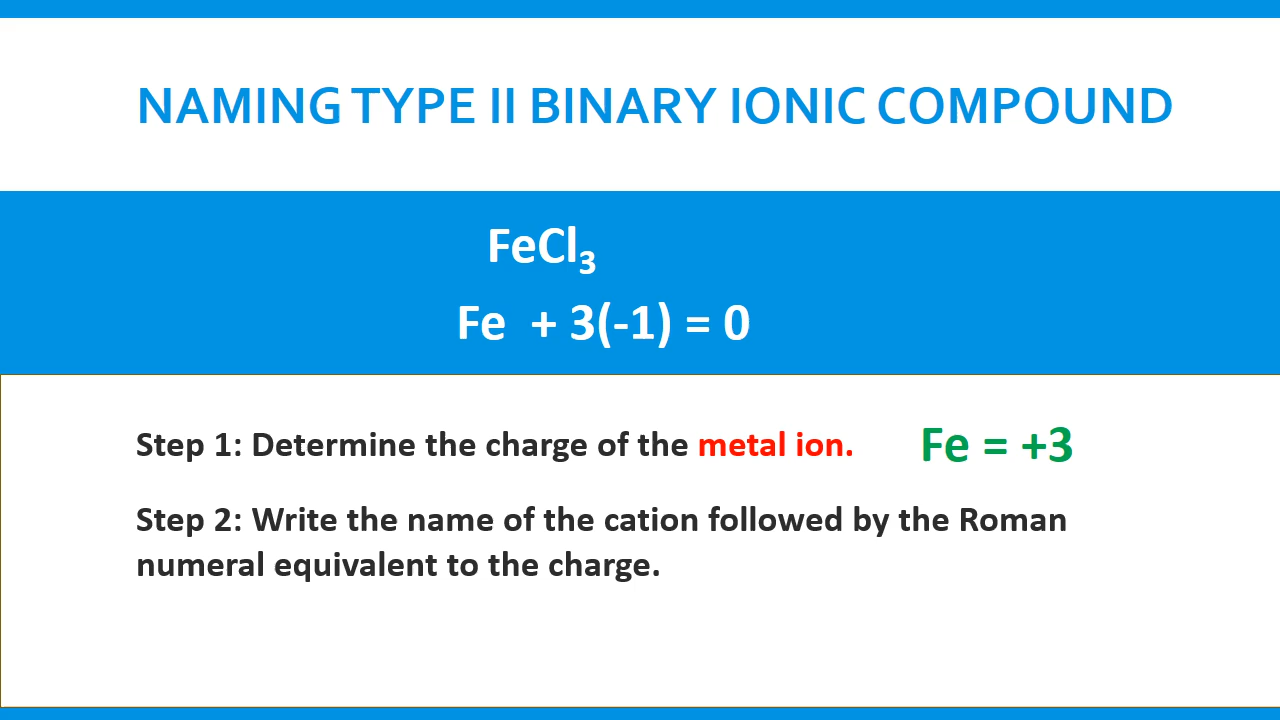 NAMING TYPE II BINARY IONIC COMPOUND
FeCl₃
Fe + 3(-1) = 0
Step 1: Determine the charge of the metal ion. Fe = +3
Step 2: Write the name of the cation followed by the Roman
numeral equivalent to the charge.